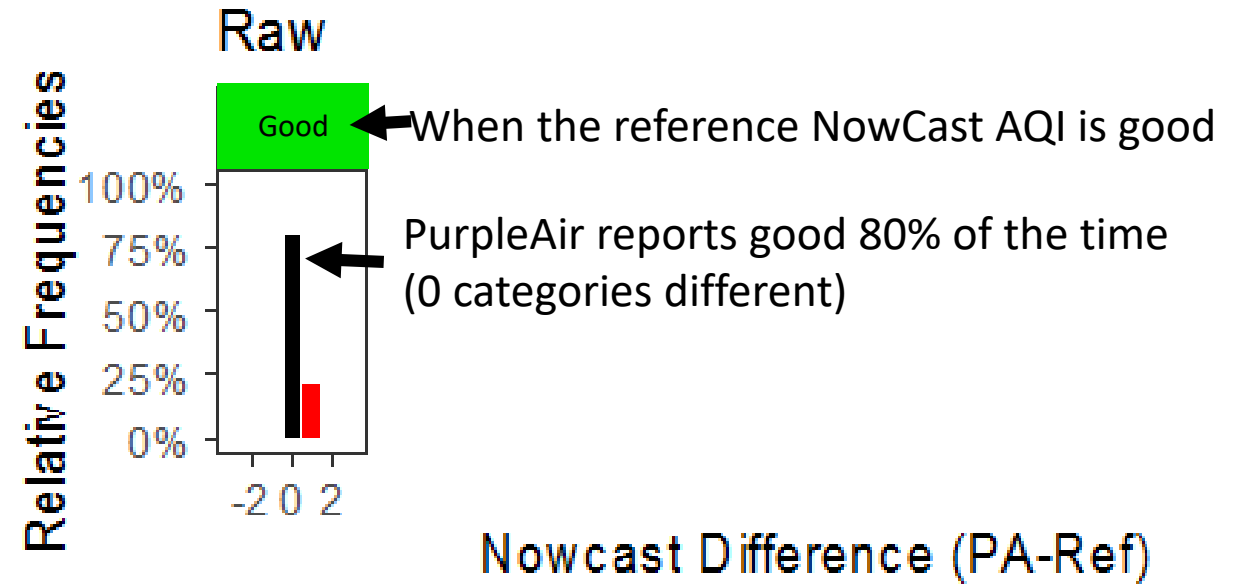 Raw
Relative Frequencies
Good
When the reference NowCast AQI is good
100%
75%
50%
25%
0%
PurpleAir reports good 80% of the time
(0 categories different)
-2 0 2
Nowcast Difference (PA-Ref)